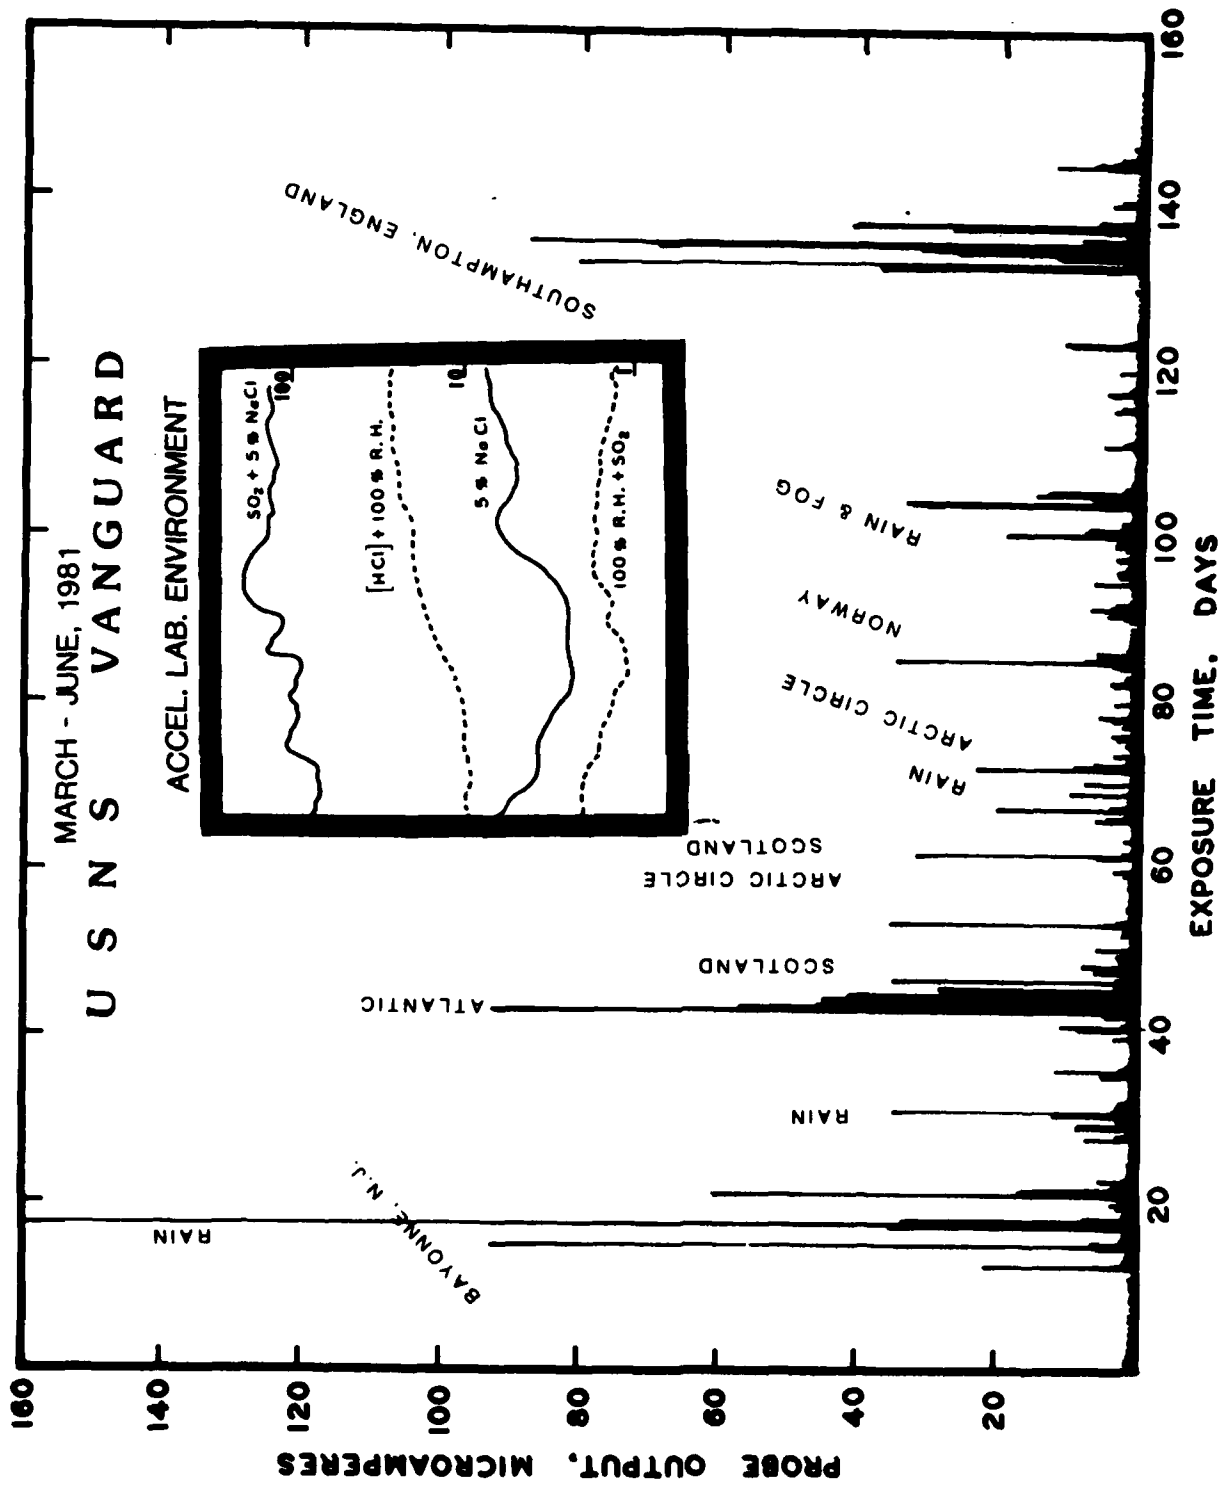 MARCH - JUNE, 1981
U S N S VANGUARD
ACCEL. LAB. ENVIRONMENT
SO₂ + 5 % NaCl
100
[HCl] + 100 % R.H.
10
5 % NaCl
1
100 % R.H. + SO₂
RAIN
BAYONNE, N.J.
RAIN
ATLANTIC
SCOTLAND
ARCTIC CIRCLE
SCOTLAND
RAIN
ARCTIC CIRCLE
NORWAY
RAIN & FOG
SOUTHAMPTON, ENGLAND
PROBE OUTPUT, MICROAMPERES
160
140
120
100
80
60
40
20
20
40
60
80
100
120
140
160
EXPOSURE TIME, DAYS